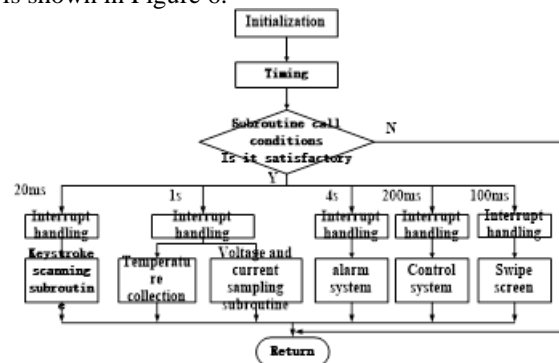 is shown in Figure 6.
Initialization
Timing
Subroutine call
conditions
Is it satisfactory
N
Y
20ms
1s
4s
200ms
100ms
Interrupt
handling
Interrupt
handling
Interrupt
handling
Interrupt
handling
Interrupt
handling
Keystroke
scanning
subroutin
e
Temperatu
re
collection
Voltage and
current
sampling
subroutine
alarm
system
Control
system
Swipe
screen
Return